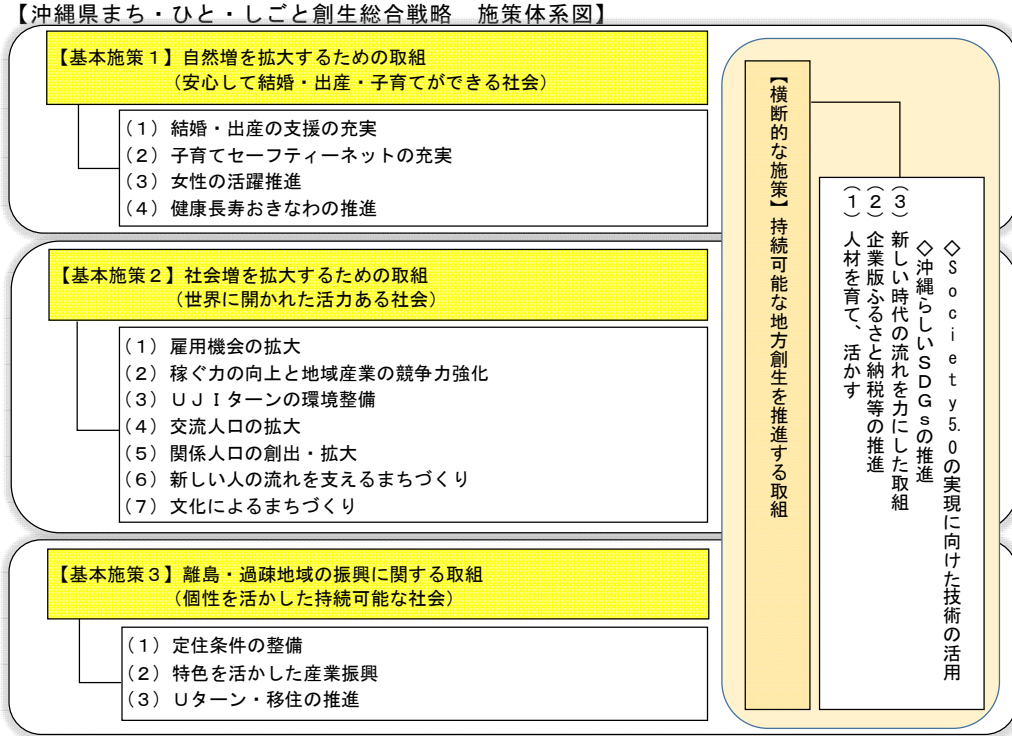 【沖縄県まち・ひと・しごと創生総合戦略　施策体系図】
【基本施策１】自然増を拡大するための取組
（安心して結婚・出産・子育てができる社会）
（１）結婚・出産の支援の充実
（２）子育てセーフティーネットの充実
（３）女性の活躍推進
（４）健康長寿おきなわの推進
【基本施策２】社会増を拡大するための取組
（世界に開かれた活力ある社会）
（１）雇用機会の拡大
（２）稼ぐ力の向上と地域産業の競争力強化
（３）ＵＪＩターンの環境整備
（４）交流人口の拡大
（５）関係人口の創出・拡大
（６）新しい人の流れを支えるまちづくり
（７）文化によるまちづくり
【基本施策３】離島・過疎地域の振興に関する取組
（個性を活かした持続可能な社会）
（１）定住条件の整備
（２）特色を活かした産業振興
（３）Ｕターン・移住の推進
【横断的な施策】持続可能な地方創生を推進する取組
（１）人材を育て、活かす
（２）企業版ふるさと納税等の推進
（３）新しい時代の流れを力にした取組
◇沖縄らしいＳＤＧｓの推進
◇Ｓｏｃｉｅｔｙ5.0の実現に向けた技術の活用